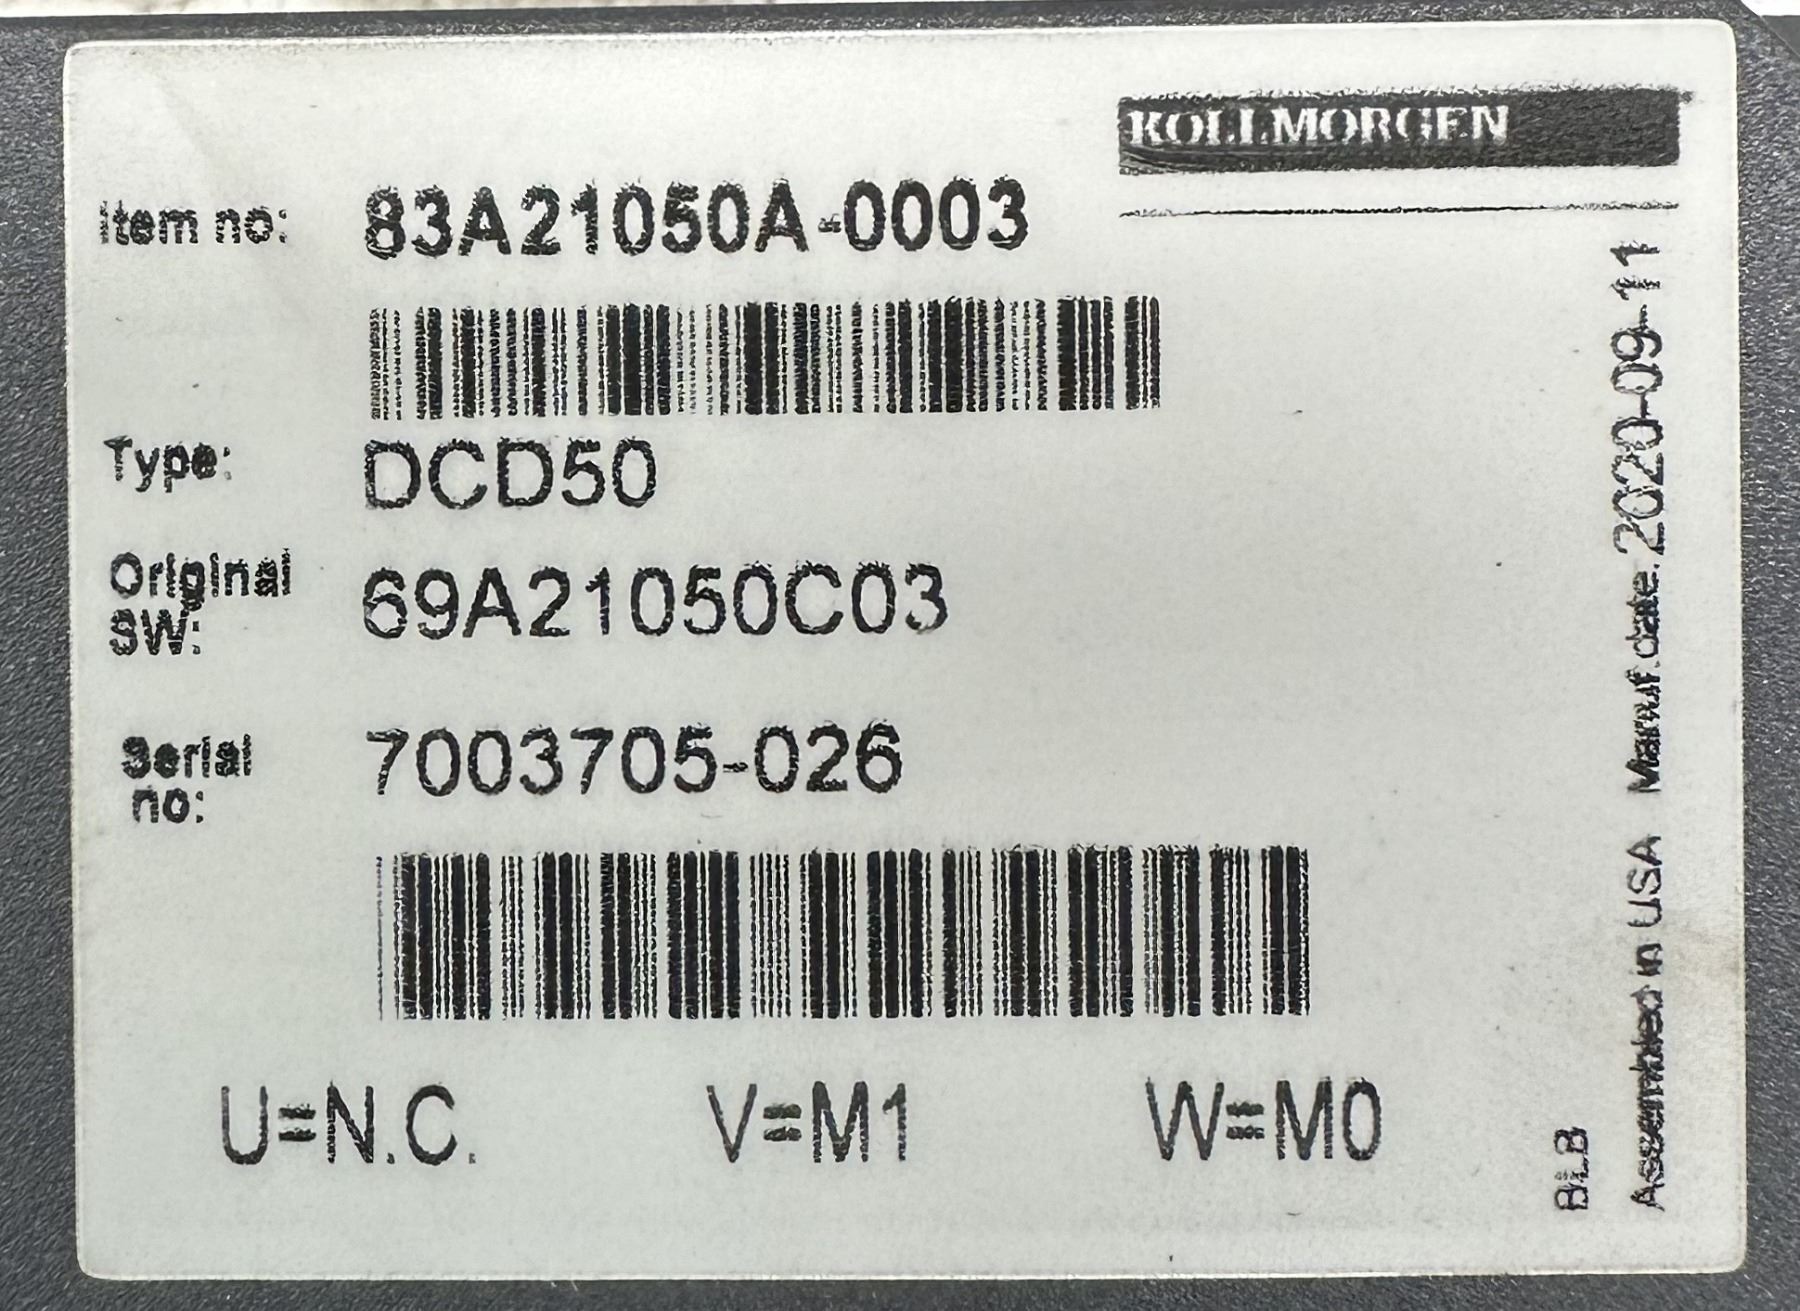 KOLLMORGEN
Item no: 83A21050A-0003
Type: DCD50
Original
SW: 69A21050C03
Serial
no: 7003705-026
U=N.C. V=M1 W=M0
BLB
Assembled in USA Manuf.date.2020-09-11